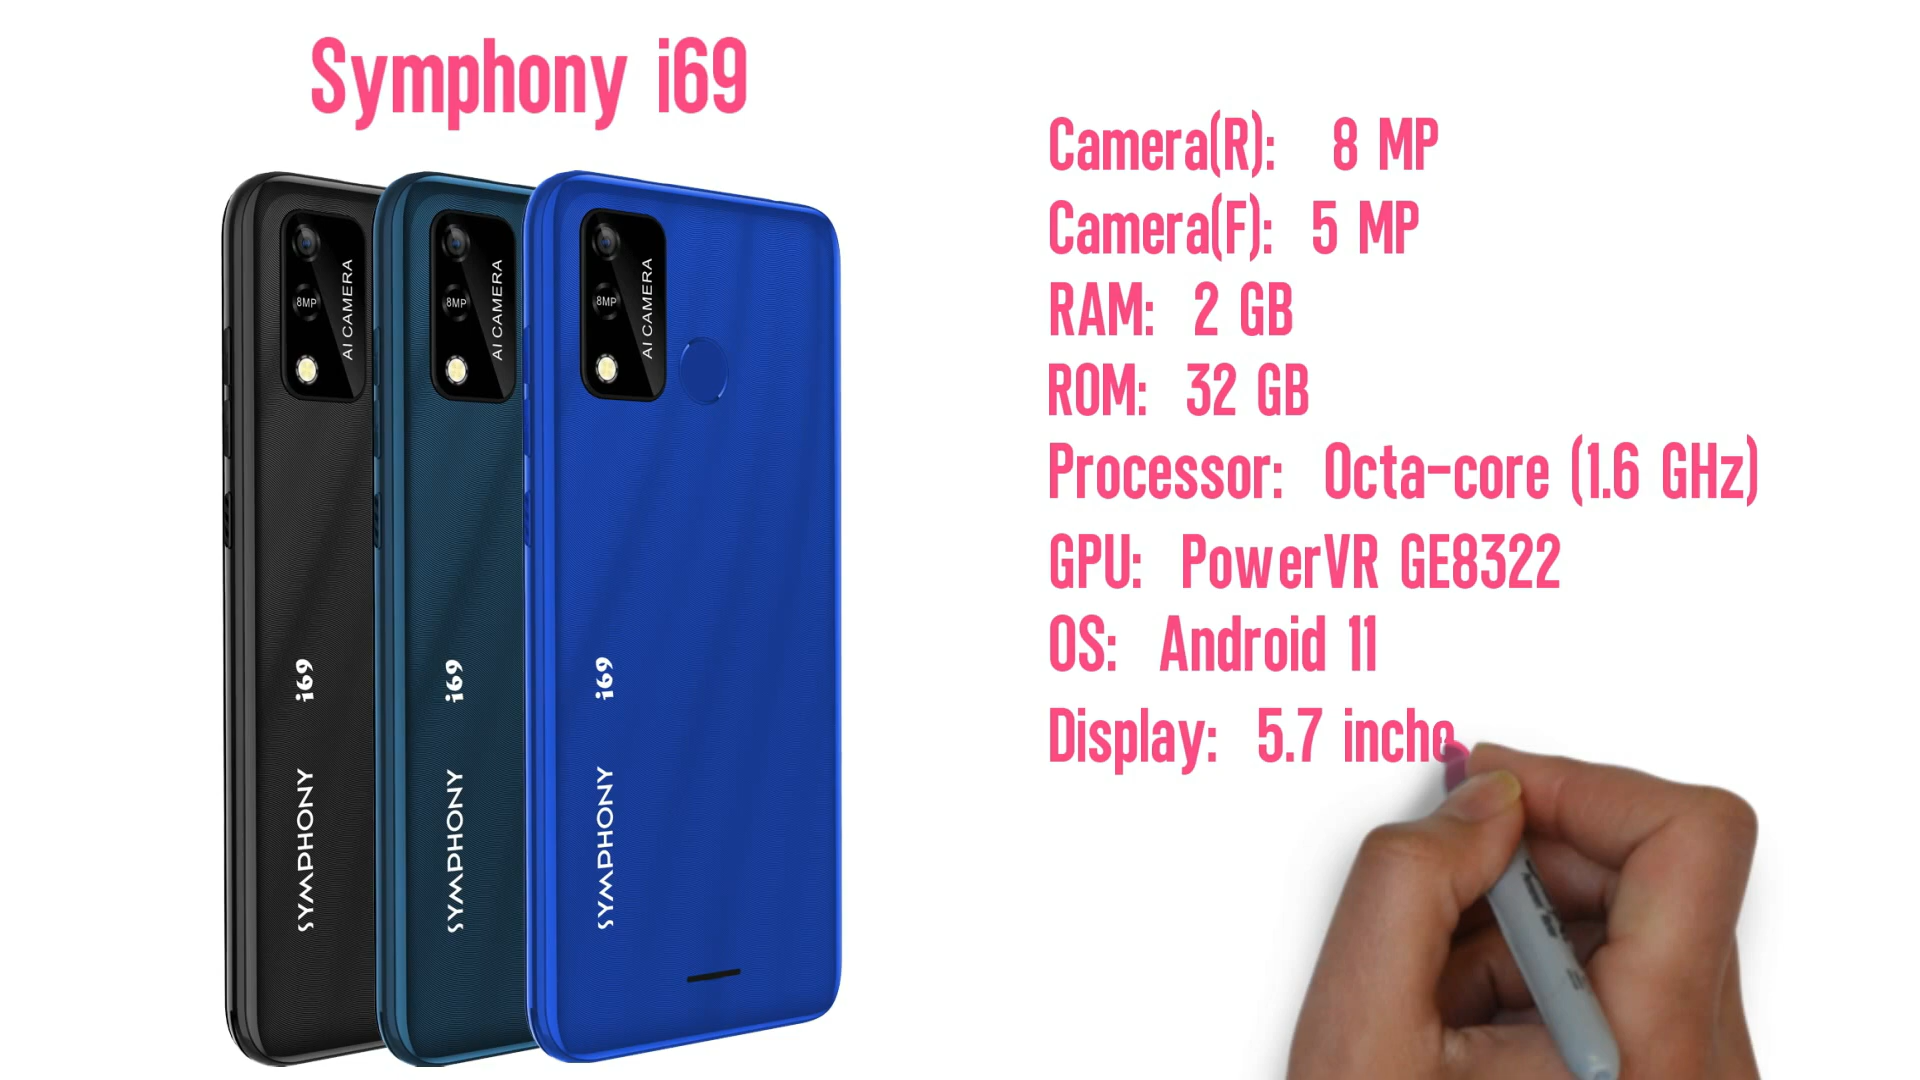 Symphony i69
Camera(R): 8 MP
Camera(F): 5 MP
RAM: 2 GB
ROM: 32 GB
Processor: Octa-core (1.6 GHz)
GPU: PowerVR GE8322
OS: Android 11
Display: 5.7 inche
8MP
AI CAMERA
i69
SYMPHONY
8MP
AI CAMERA
i69
SYMPHONY
8MP
AI CAMERA
i69
SYMPHONY